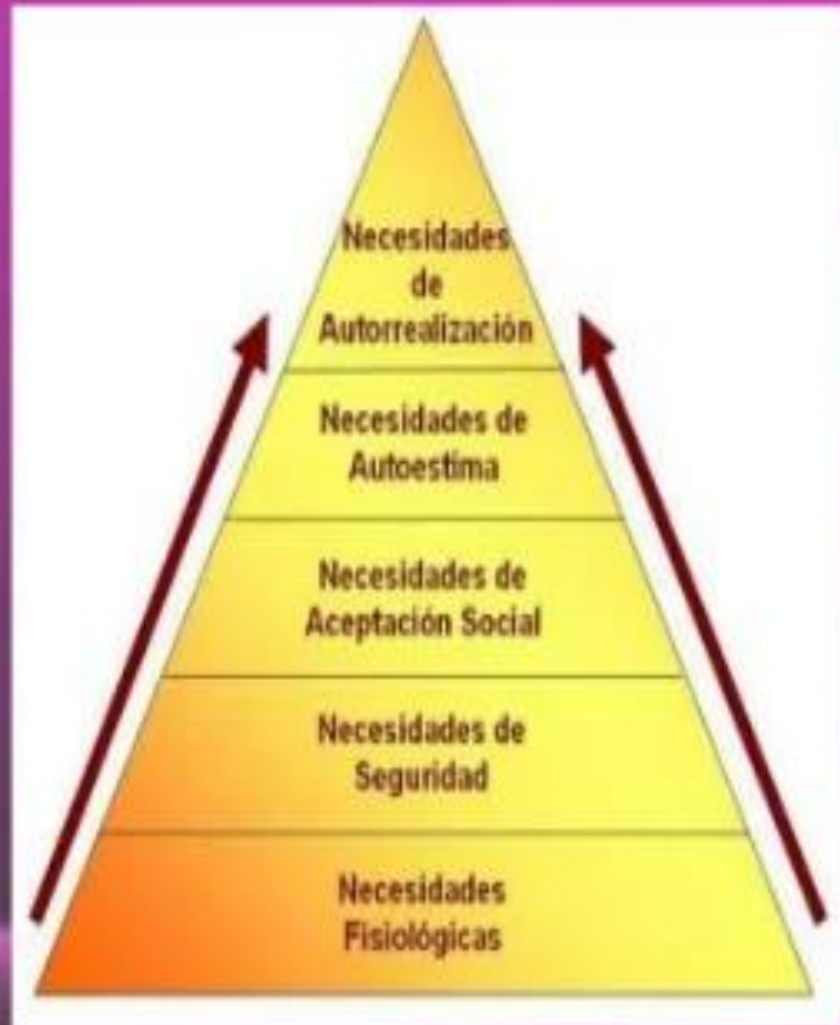 Necesidades
de
Autorrealización
Necesidades de
Autoestima
Necesidades de
Aceptación Social
Necesidades de
Seguridad
Necesidades
Fisiológicas